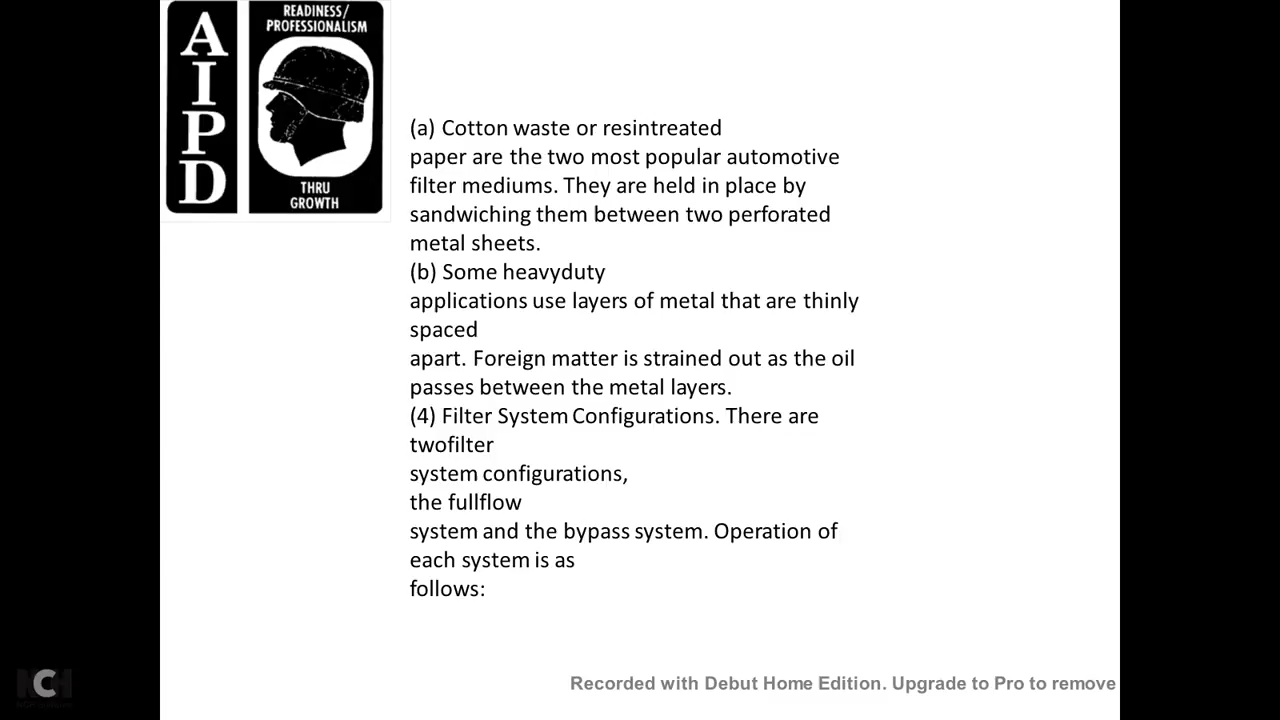 A
I
P
D
READINESS/
PROFESSIONALISM
THRU
GROWTH
(a) Cotton waste or resintreated
paper are the two most popular automotive
filter mediums. They are held in place by
sandwiching them between two perforated
metal sheets.
(b) Some heavyduty
applications use layers of metal that are thinly
spaced
apart. Foreign matter is strained out as the oil
passes between the metal layers.
(4) Filter System Configurations. There are
twofilter
system configurations,
the fullflow
system and the bypass system. Operation of
each system is as
follows:
NCH
Recorded with Debut Home Edition. Upgrade to Pro to remove